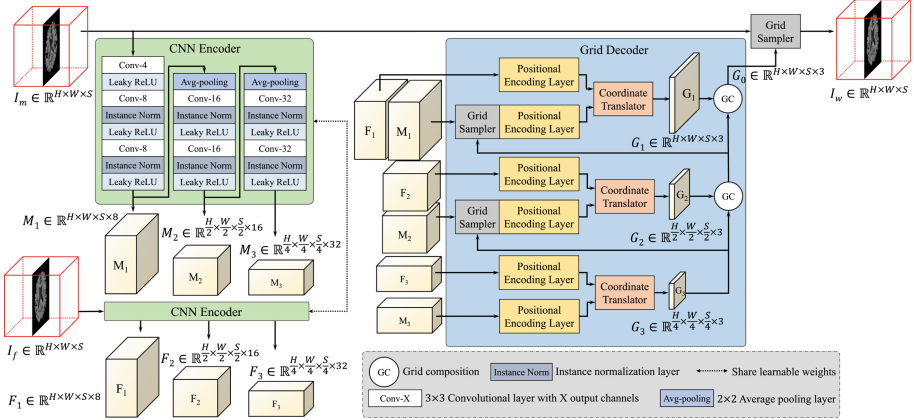 CNN Encoder
Conv-4
Leaky ReLU
Conv-8
Instance Norm
Leaky ReLU
Conv-8
Instance Norm
Leaky ReLU
Avg-pooling
Conv-16
Instance Norm
Leaky ReLU
Conv-16
Instance Norm
Leaky ReLU
Avg-pooling
Conv-32
Instance Norm
Leaky ReLU
Conv-32
Instance Norm
Leaky ReLU
I_m ∈ ℝ^{H×W×S}
M_1 ∈ ℝ^{H×W×S×8}
M_2 ∈ ℝ^{H/2×W/2×S/2×16}
M_3 ∈ ℝ^{H/4×W/4×S/4×32}
M_1
M_2
M_3
CNN Encoder
I_f ∈ ℝ^{H×W×S}
F_1 ∈ ℝ^{H×W×S×8}
F_2 ∈ ℝ^{H/2×W/2×S/2×16}
F_3 ∈ ℝ^{H/4×W/4×S/4×32}
F_1
F_2
F_3
Grid Decoder
F_1
M_1
Positional
Encoding Layer
Grid
Sampler
Positional
Encoding Layer
Coordinate
Translator
G_1
GC
G_1 ∈ ℝ^{H×W×S×3}
F_2
M_2
Positional
Encoding Layer
Grid
Sampler
Positional
Encoding Layer
Coordinate
Translator
G_2
GC
G_2 ∈ ℝ^{H/2×W/2×S/2×3}
F_3
M_3
Positional
Encoding Layer
Positional
Encoding Layer
Coordinate
Translator
G_3
G_3 ∈ ℝ^{H/4×W/4×S/4×3}
Grid
Sampler
G_0 ∈ ℝ^{H×W×S×3}
I_w ∈ ℝ^{H×W×S}
GC Grid composition
Instance Norm Instance normalization layer
Share learnable weights
Conv-X 3×3 Convolutional layer with X output channels
Avg-pooling 2×2 Average pooling layer